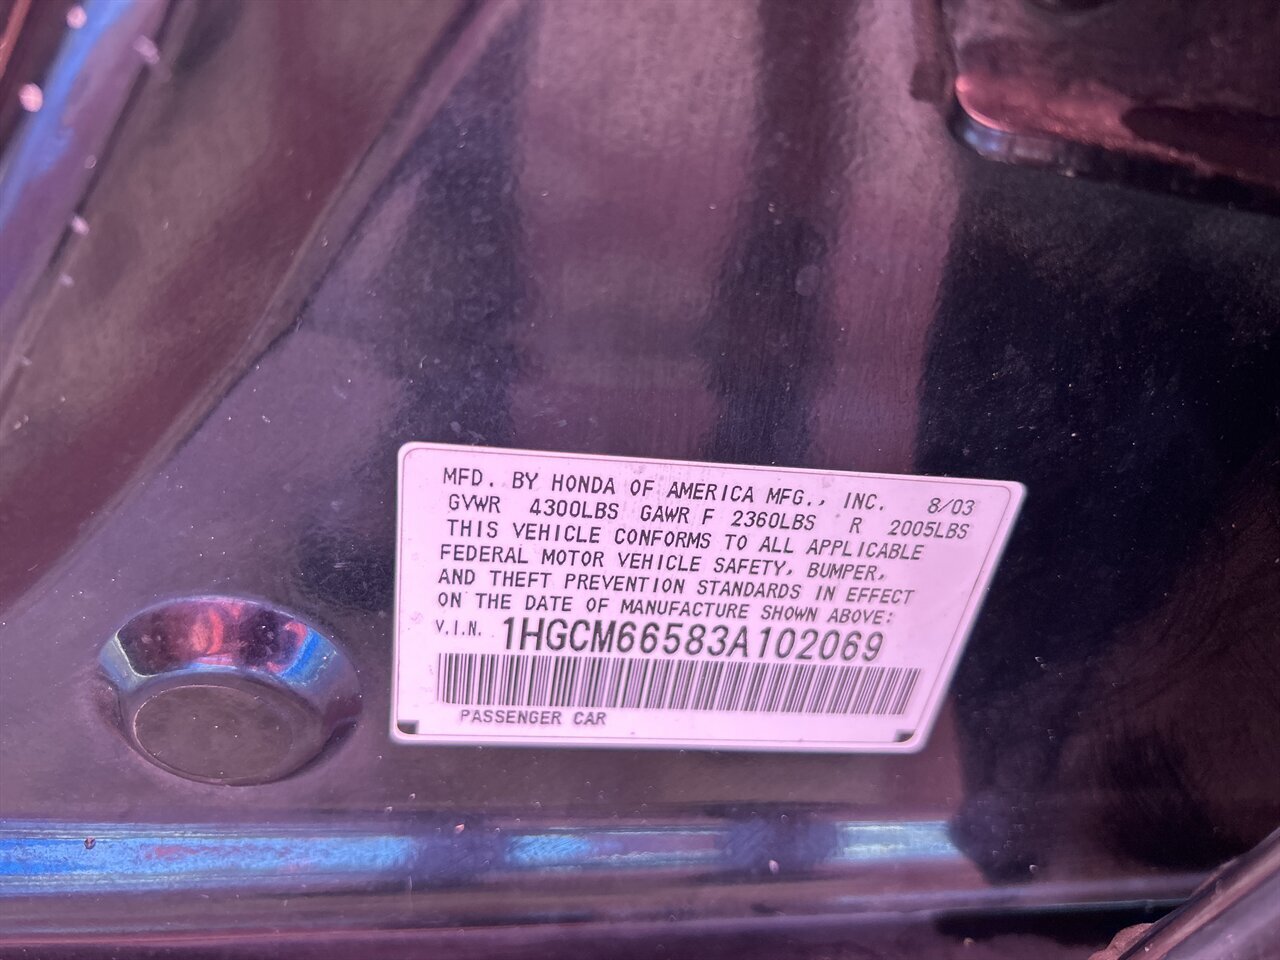 MFD. BY HONDA OF AMERICA MFG., INC. 8/03
GVWR 4300LBS GAWR F 2360LBS R 2005LBS
THIS VEHICLE CONFORMS TO ALL APPLICABLE
FEDERAL MOTOR VEHICLE SAFETY, BUMPER,
AND THEFT PREVENTION STANDARDS IN EFFECT
ON THE DATE OF MANUFACTURE SHOWN ABOVE:
V.I.N. 1HGCM66583A102069
PASSENGER CAR